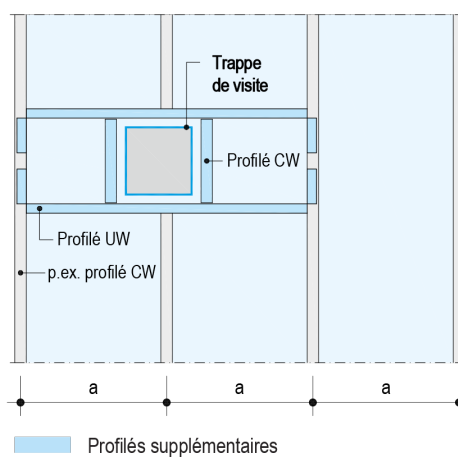 Trappe
de visite
Profilé CW
Profilé UW
p.ex. profilé CW
a
a
a
Profilés supplémentaires